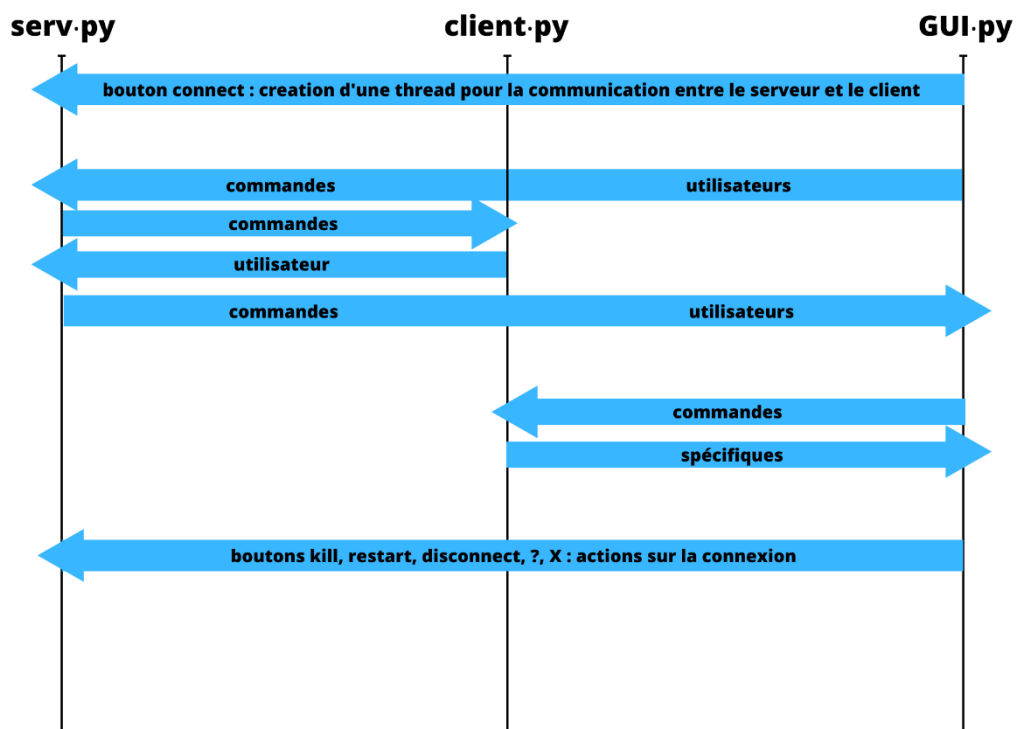 serv.py client.py GUI.py
bouton connect : creation d'une thread pour la communication entre le serveur et le client
commandes utilisateurs
commandes
utilisateur
commandes utilisateurs
commandes
spécifiques
boutons kill, restart, disconnect, ?, X : actions sur la connexion